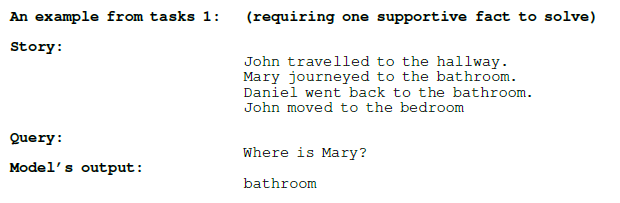 An example from tasks 1: (requiring one supportive fact to solve)
Story:
John travelled to the hallway.
Mary journeyed to the bathroom.
Daniel went back to the bathroom.
John moved to the bedroom
Query:
Where is Mary?
Model's output:
bathroom